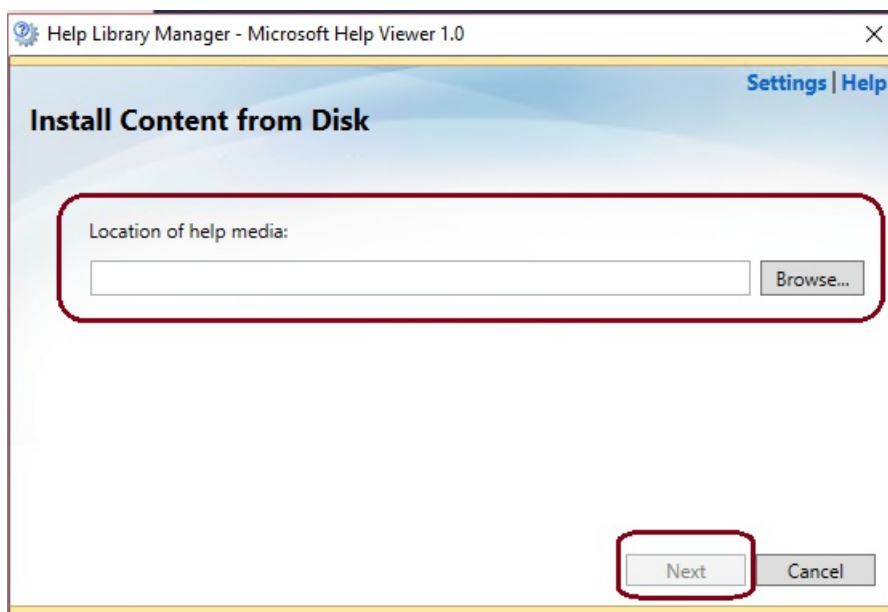 Help Library Manager - Microsoft Help Viewer 1.0
Settings | Help
Install Content from Disk
Location of help media:
Browse...
Next Cancel